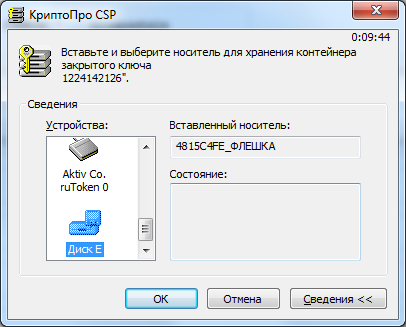 КриптоПро CSP
0:09:44
Вставьте и выберите носитель для хранения контейнера
закрытого ключа
1224142126".
Сведения
Устройства:
Вставленный носитель:
Aktiv Co.
ruToken 0
4815C4FE_ФЛЕШКА
Состояние:
Диск E
OK
Отмена
Сведения <<